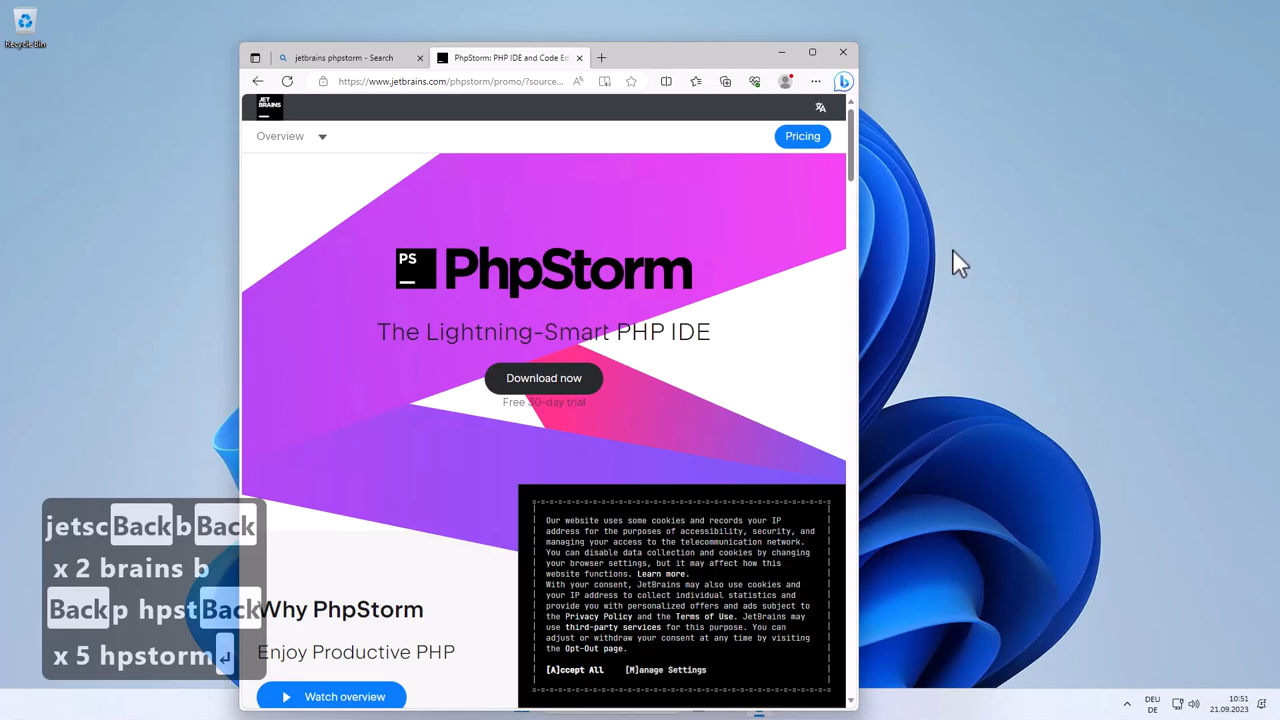 Recycle Bin
jetbrains phpstorm - Search
PhpStorm: PHP IDE and Code Ed
https://www.jetbrains.com/phpstorm/promo/?source...
JET
BRAINS
Overview
Pricing
PS
PhpStorm
The Lightning-Smart PHP IDE
Download now
Free 30-day trial
Our website uses some cookies and records your IP
address for the purposes of accessibility, security, and
managing your access to the telecommunication network.
You can disable data collection and cookies by changing
your browser settings, but it may affect how this
website functions. Learn more.
With your consent, JetBrains may also use cookies and
your IP address to collect individual statistics and
provide you with personalized offers and ads subject to
the Privacy Policy and the Terms of Use. JetBrains may
use third-party services for this purpose. You can
adjust or withdraw your consent at any time by visiting
the Opt-Out page.
[A]ccept All [M]anage Settings
Why PhpStorm
Enjoy Productive PHP
Watch overview
jetscBackbBack
x 2 brains b
Backp hpstBack
x 5 hpstorm↵
DEU
DE
10:51
21.09.2023